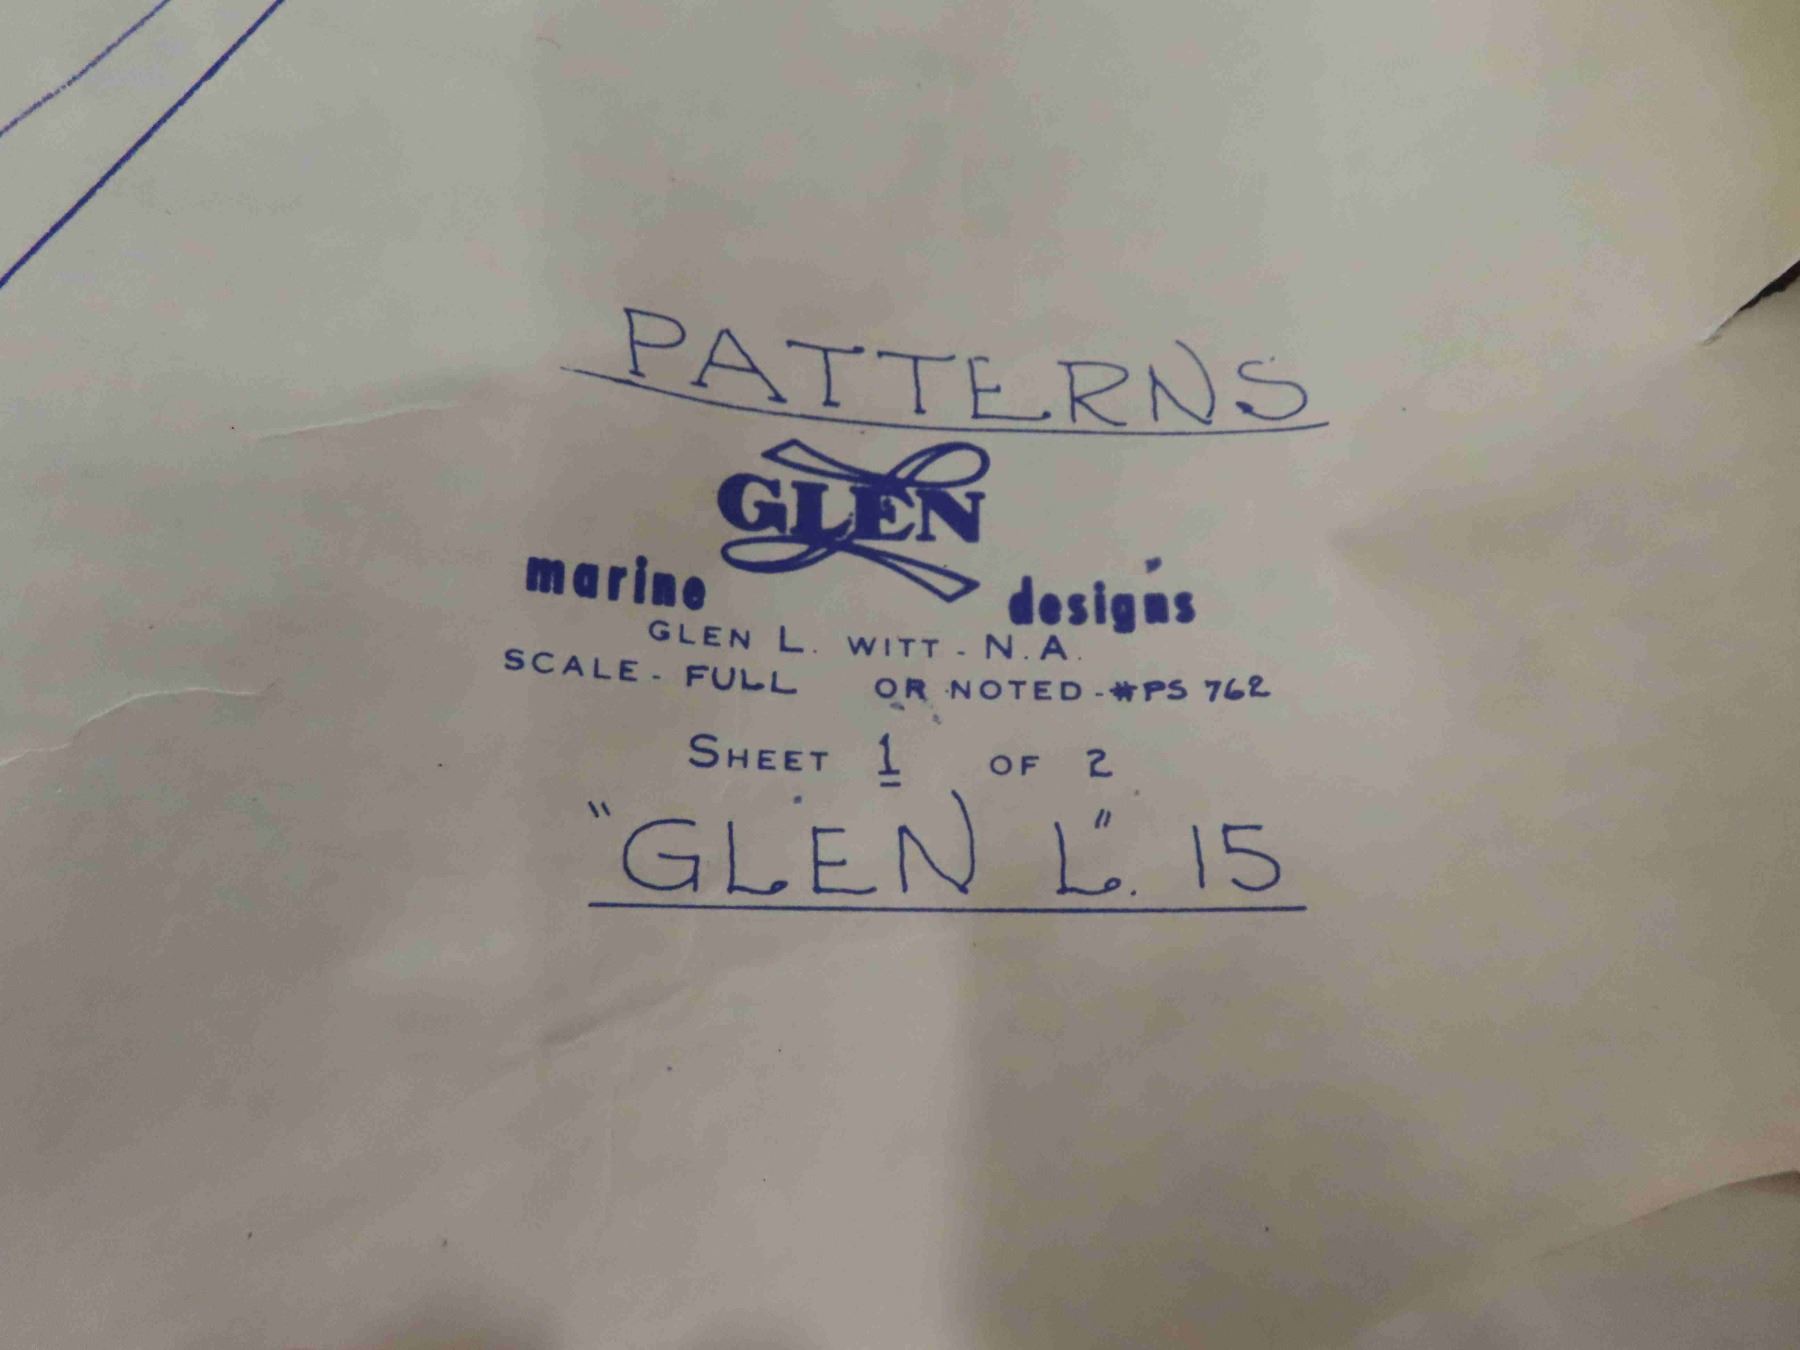 PATTERNS
GLEN L
marine designs
GLEN L. WITT - N.A.
SCALE - FULL OR NOTED - #PS 762
SHEET 1 OF 2
"GLEN L". 15